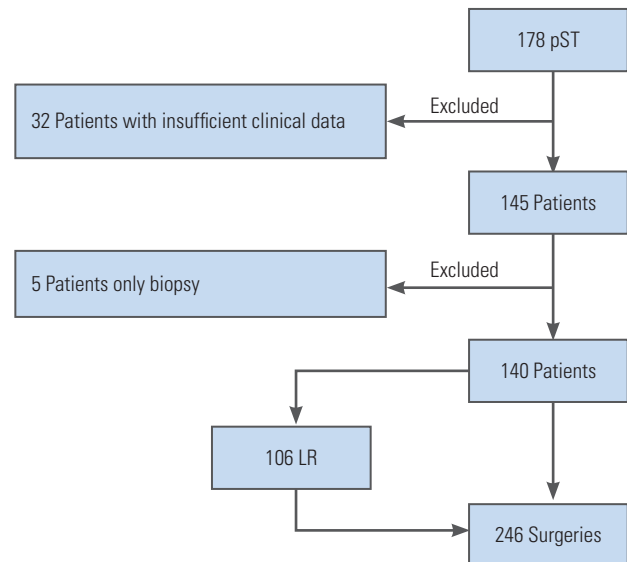 178 pST
Excluded
32 Patients with insufficient clinical data
145 Patients
Excluded
5 Patients only biopsy
140 Patients
106 LR
246 Surgeries